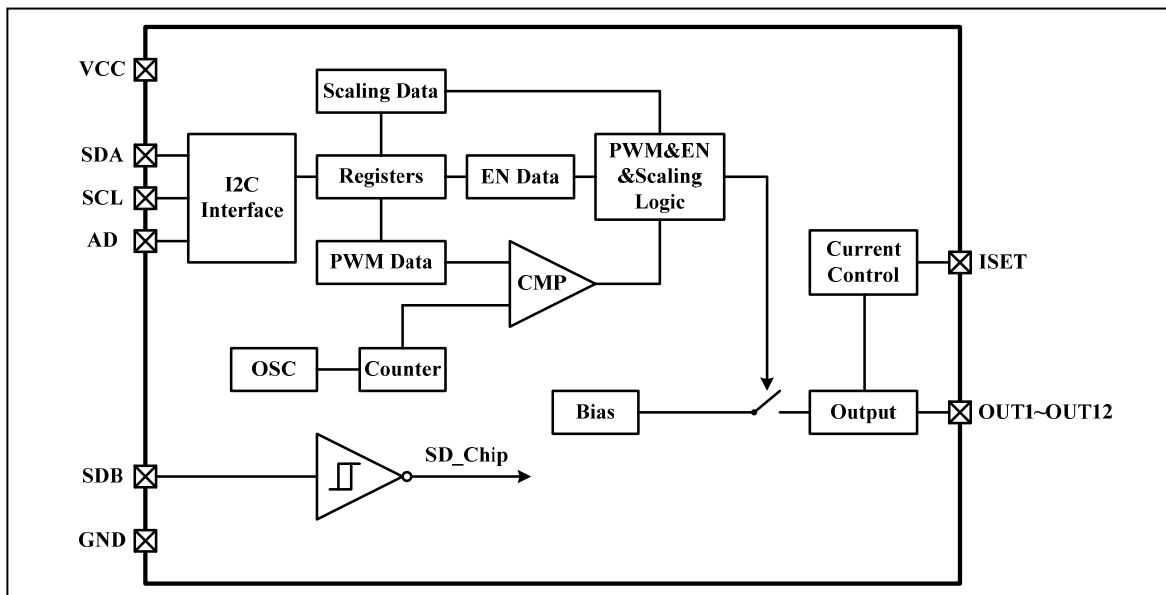 VCC
Scaling Data
SDA
SCL
AD
I2C
Interface
Registers
EN Data
PWM&EN
&Scaling
Logic
PWM Data
CMP
Current
Control
ISET
OSC
Counter
Bias
Output
OUT1~OUT12
SDB
SD_Chip
GND